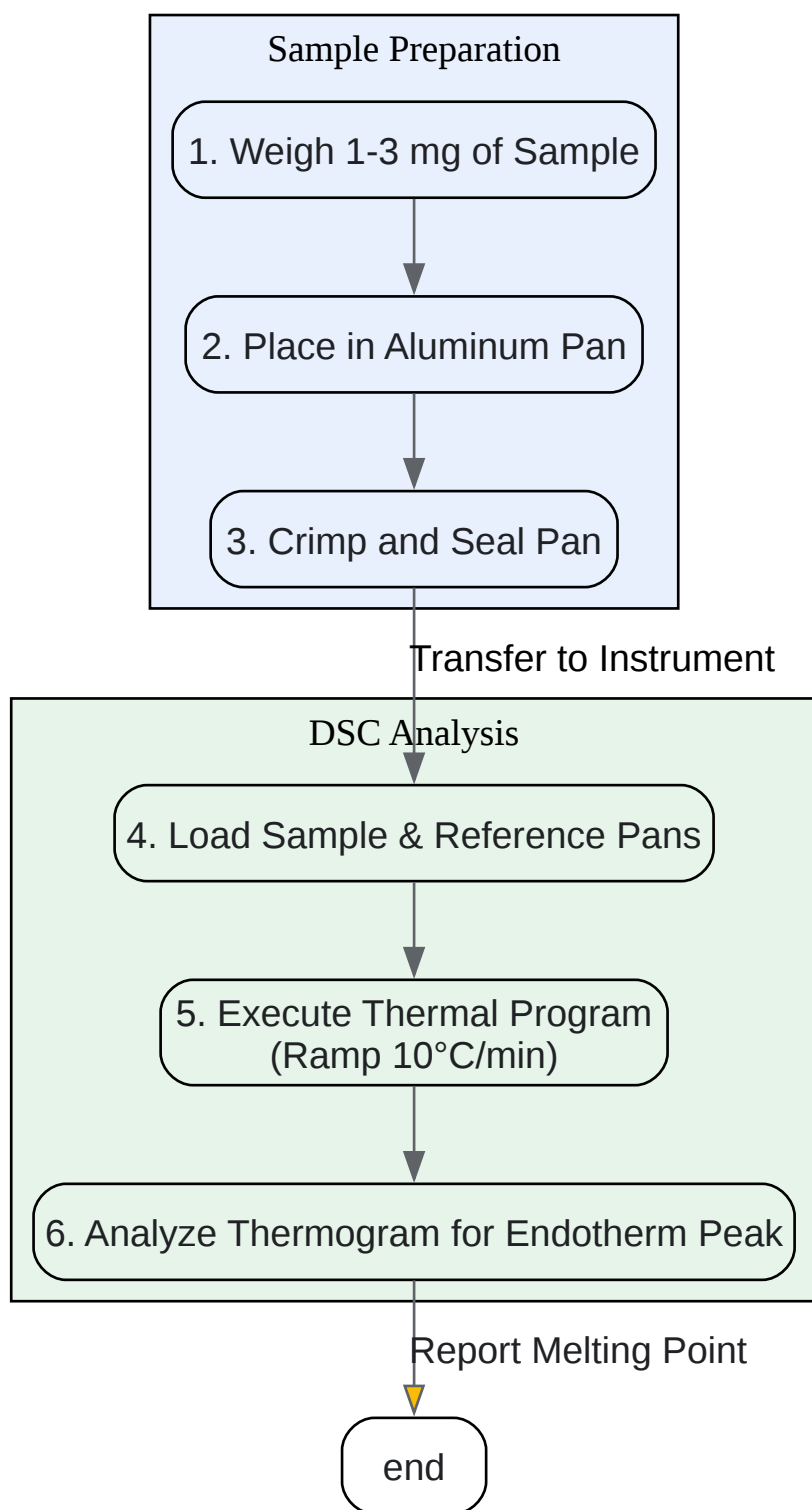 Sample Preparation
1. Weigh 1-3 mg of Sample
2. Place in Aluminum Pan
3. Crimp and Seal Pan
Transfer to Instrument
DSC Analysis
4. Load Sample & Reference Pans
5. Execute Thermal Program
(Ramp 10°C/min)
6. Analyze Thermogram for Endotherm Peak
Report Melting Point
end